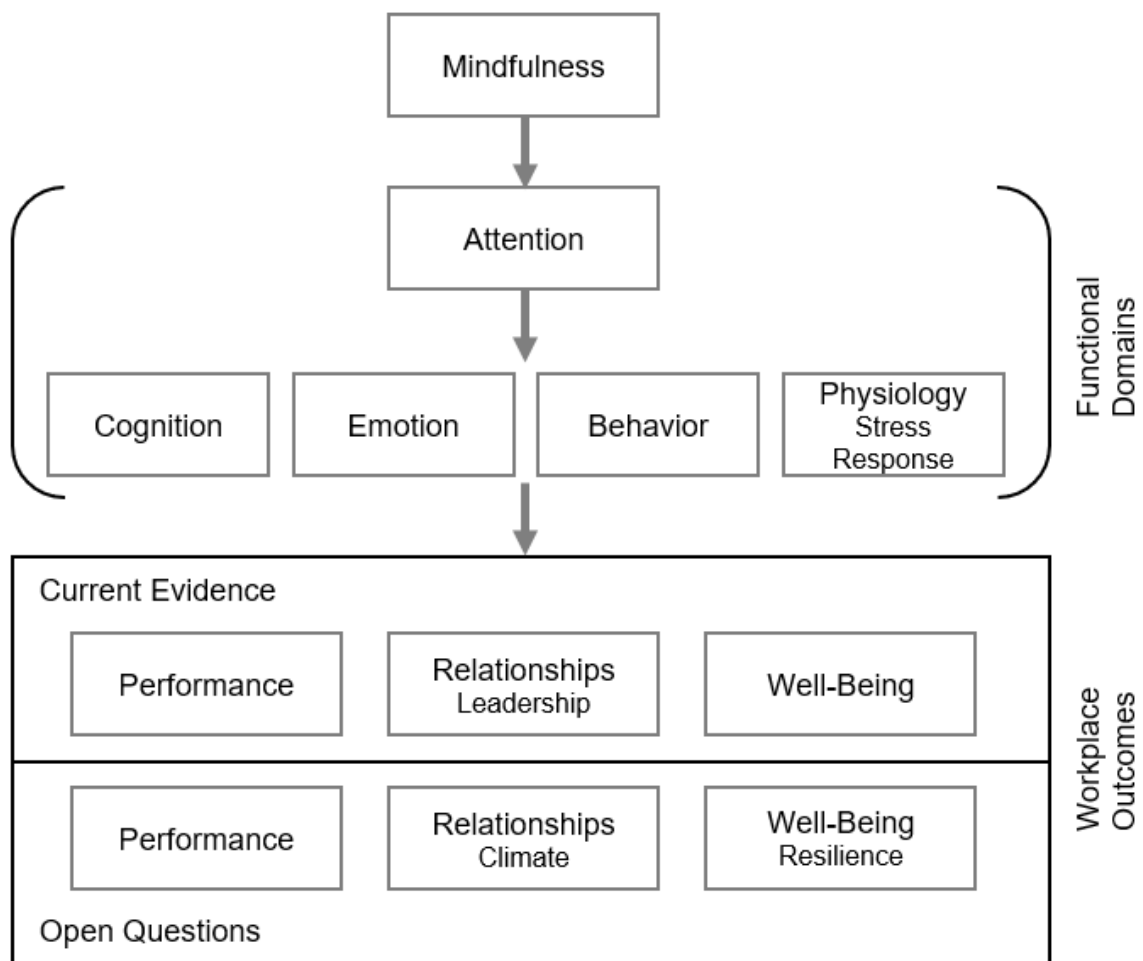 Mindfulness
Attention
Cognition
Emotion
Behavior
Physiology
Stress
Response
Functional
Domains
Current Evidence
Performance
Relationships
Leadership
Well-Being
Performance
Relationships
Climate
Well-Being
Resilience
Open Questions
Workplace
Outcomes